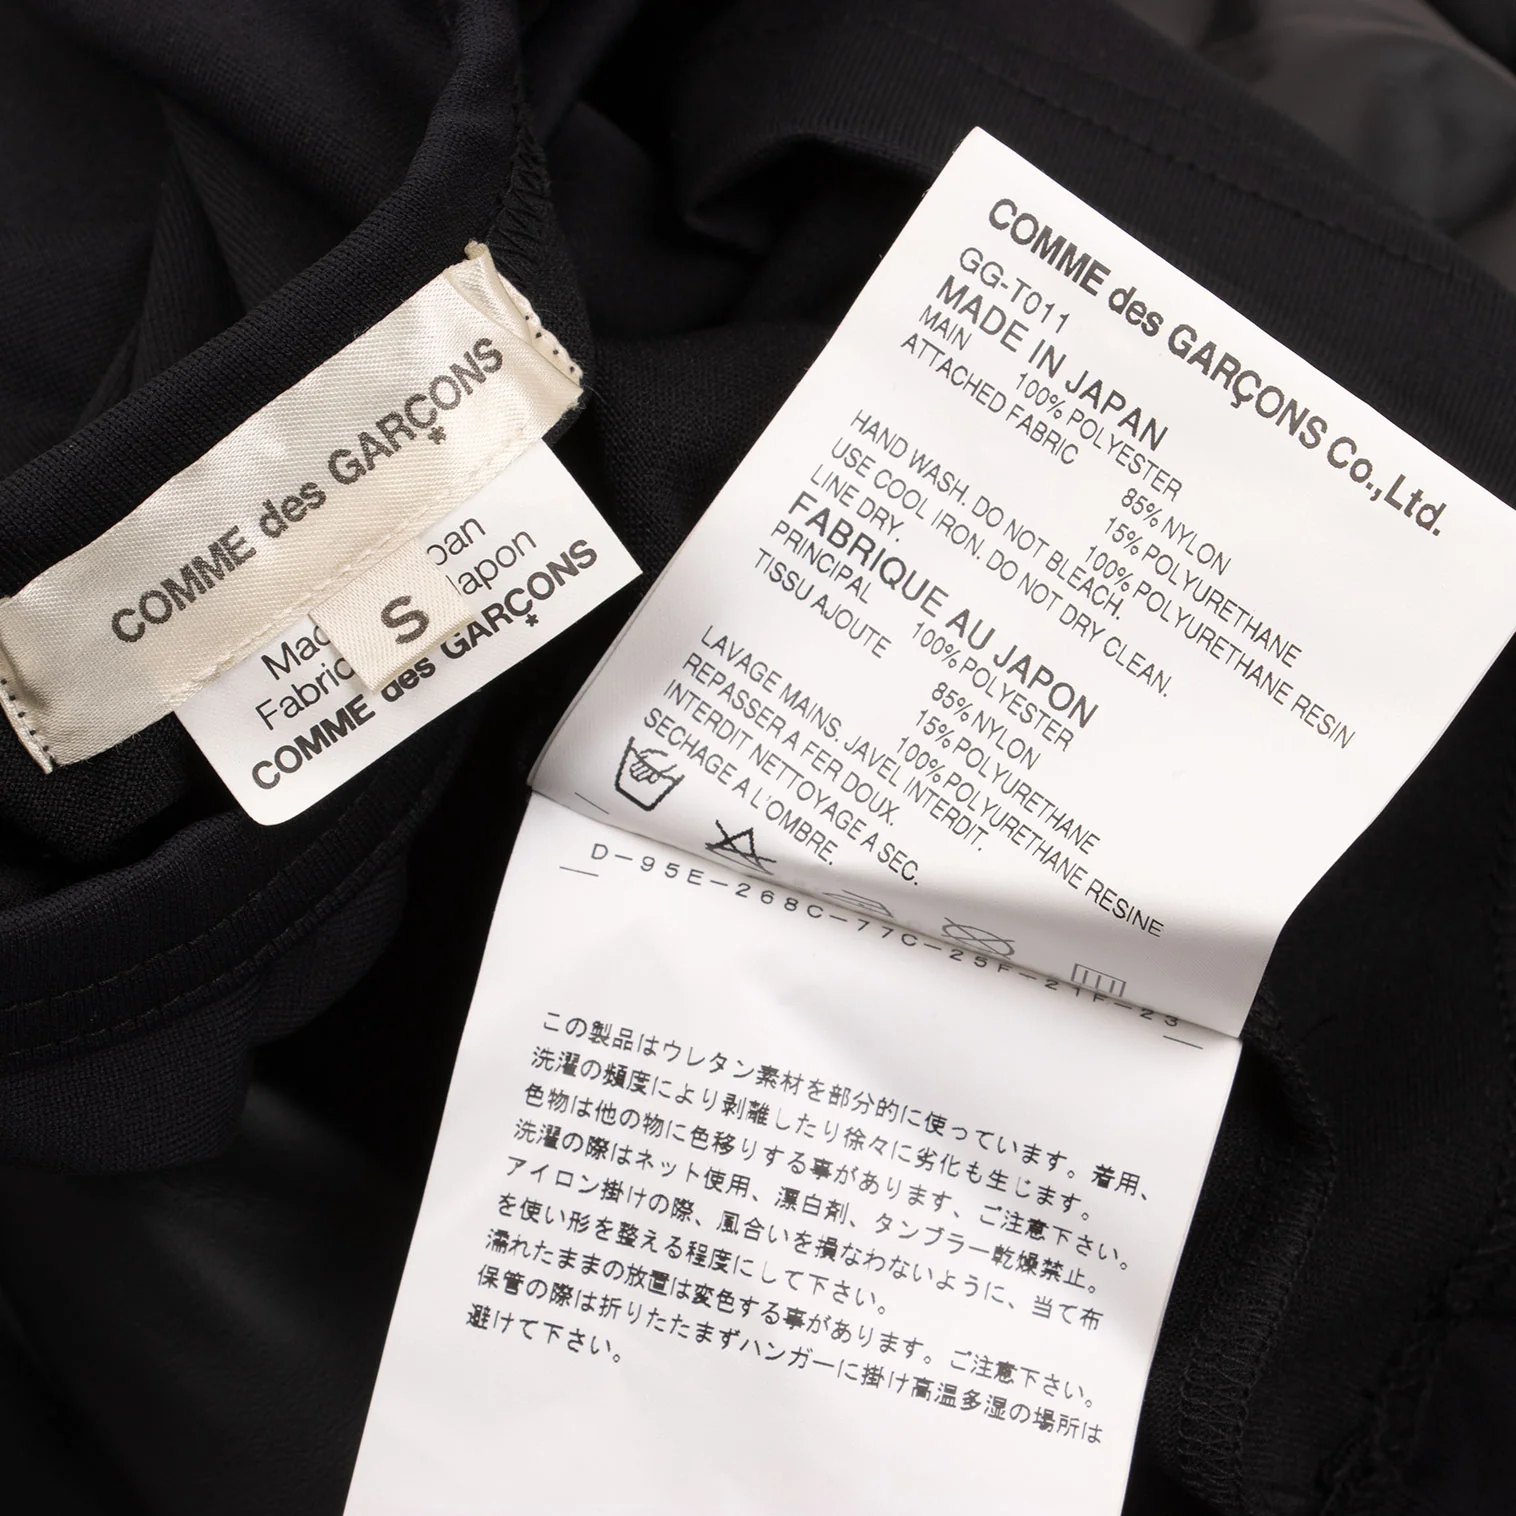 COMME des GARÇONS
S
Made
pan
Fabriq
Japon
COMME des GARÇONS
COMME des GARÇONS Co.,Ltd.
GG-T011
MADE IN JAPAN
MAIN
100% POLYESTER
ATTACHED FABRIC
85% NYLON
15% POLYURETHANE
100% POLYURETHANE RESIN
HAND WASH. DO NOT BLEACH.
USE COOL IRON. DO NOT DRY CLEAN.
LINE DRY.
FABRIQUE AU JAPON
PRINCIPAL
100% POLYESTER
TISSU AJOUTE
85% NYLON
15% POLYURETHANE
100% POLYURETHANE RESINE
LAVAGE MAINS. JAVEL INTERDIT.
REPASSER A FER DOUX.
INTERDIT NETTOYAGE A SEC.
SECHAGE A L'OMBRE.
D-95E-268C-77C-25F-21F-23
この製品はウレタン素材を部分的に使っています。着用、
洗濯の頻度により剥離したり徐々に劣化も生じます。
色物は他の物に色移りする事があります、ご注意下さい。
洗濯の際はネット使用、漂白剤、タンブラー乾燥禁止。
アイロン掛けの際、風合いを損なわないように、当て布
を使い形を整える程度にして下さい。
濡れたままの放置は変色する事があります。ご注意下さい。
保管の際は折りたたまずハンガーに掛け高温多湿の場所は
避けて下さい。